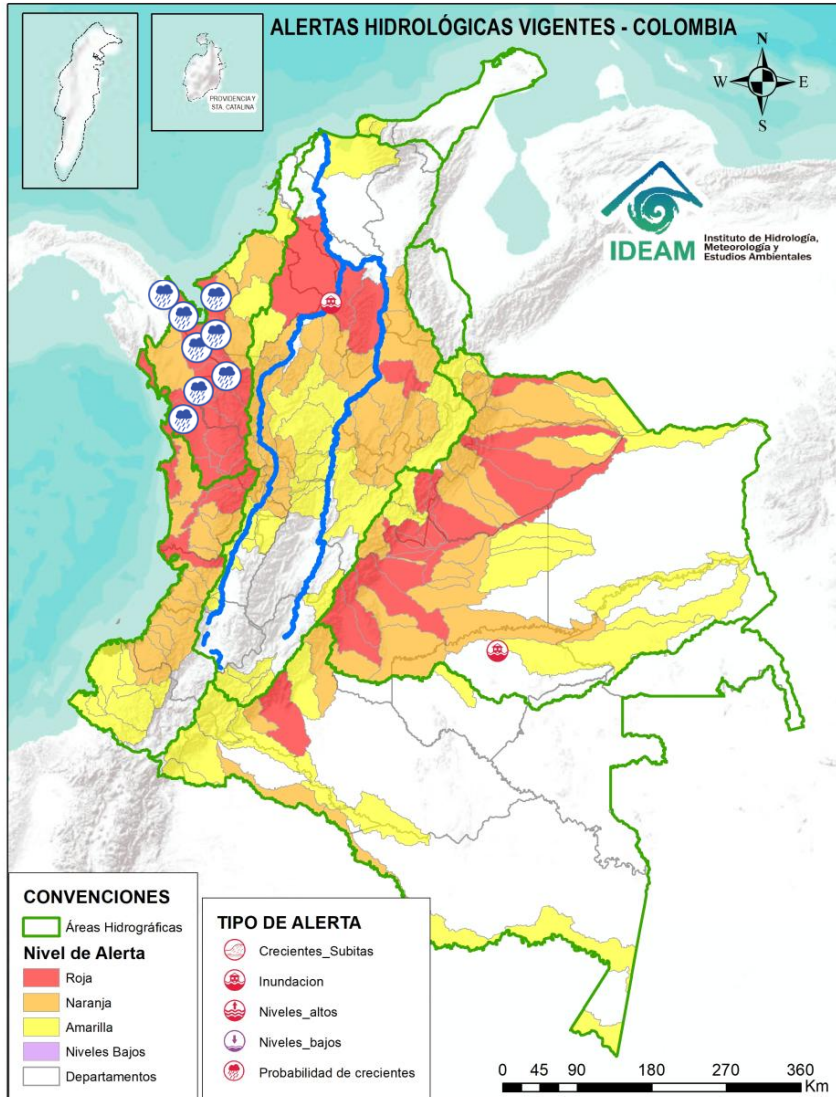 ALERTAS HIDROLÓGICAS VIGENTES - COLOMBIA
PROVIDENCIA Y
STA. CATALINA
N
W
E
S
IDEAM
Instituto de Hidrología,
Meteorología y
Estudios Ambientales
CONVENCIONES
Áreas Hidrográficas
Nivel de Alerta
Roja
Naranja
Amarilla
Niveles Bajos
Departamentos
TIPO DE ALERTA
Crecientes_Subitas
Inundacion
Niveles_altos
Niveles_bajos
Probabilidad de crecientes
0 45 90 180 270 360
Km